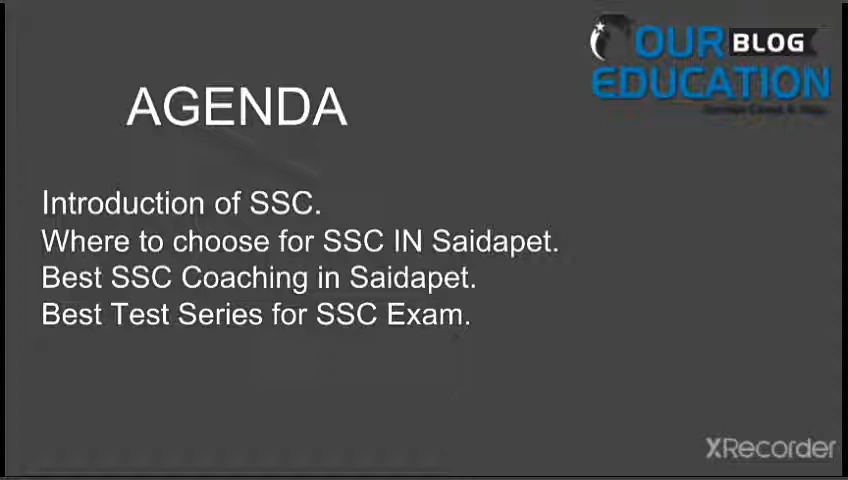 OUR BLOG
EDUCATION
AGENDA
Introduction of SSC.
Where to choose for SSC IN Saidapet.
Best SSC Coaching in Saidapet.
Best Test Series for SSC Exam.
XRecorder